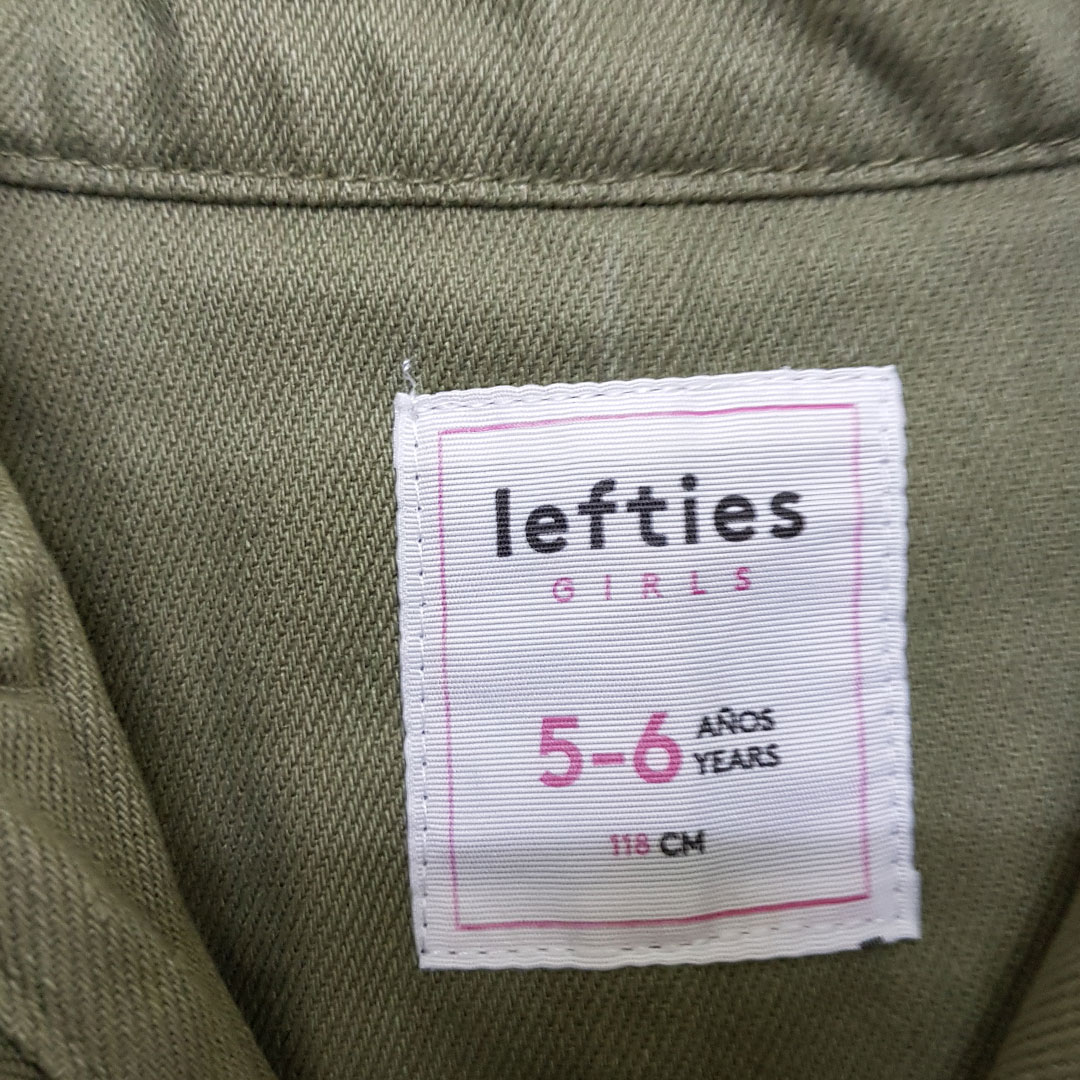 lefties
GIRLS
5-6 AÑOS
YEARS
118 CM